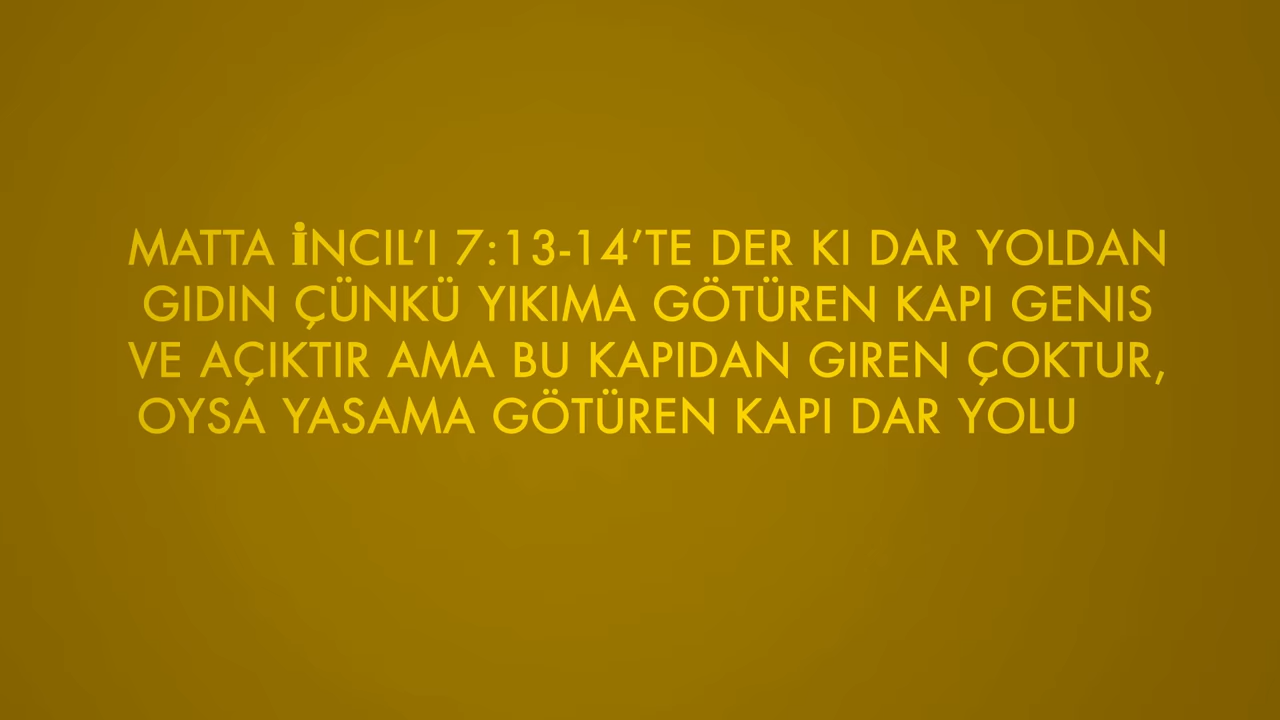 MATTA İNCIL’I 7:13-14’TE DER KI DAR YOLDAN
GIDIN ÇÜNKÜ YIKIMA GÖTÜREN KAPI GENIS
VE AÇIKTIR AMA BU KAPIDAN GIREN ÇOKTUR,
OYSA YASAMA GÖTÜREN KAPI DAR YOLU